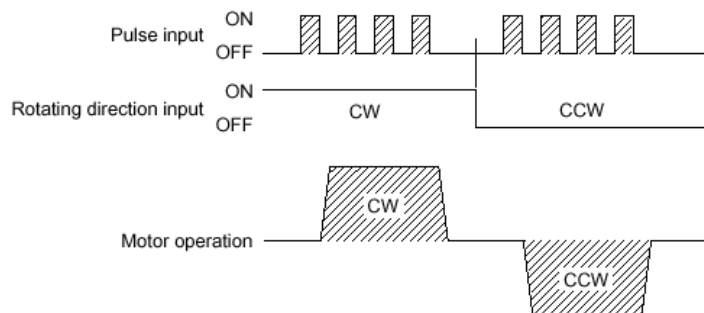 ON
Pulse input
OFF
ON
Rotating direction input
CW
CCW
OFF
CW
Motor operation
CCW